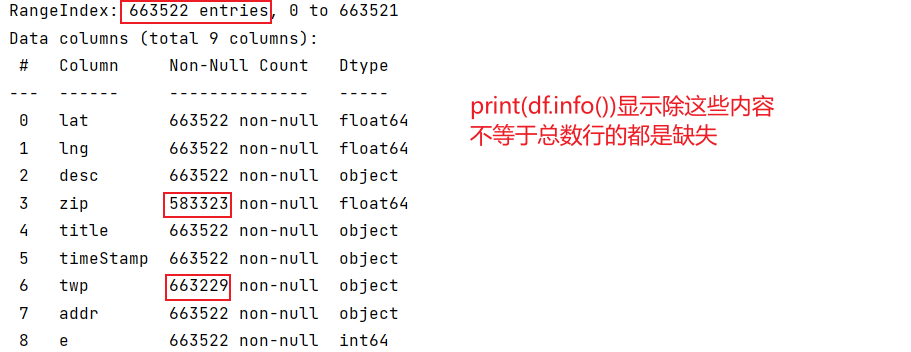 RangeIndex: 663522 entries, 0 to 663521
Data columns (total 9 columns):
 #   Column     Non-Null Count   Dtype
---  ------     --------------   -----
 0   lat        663522 non-null  float64
 1   lng        663522 non-null  float64
 2   desc       663522 non-null  object
 3   zip        583323 non-null  float64
 4   title      663522 non-null  object
 5   timeStamp  663522 non-null  object
 6   twp        663229 non-null  object
 7   addr       663522 non-null  object
 8   e          663522 non-null  int64
print(df.info())显示除这些内容
不等于总数行的都是缺失